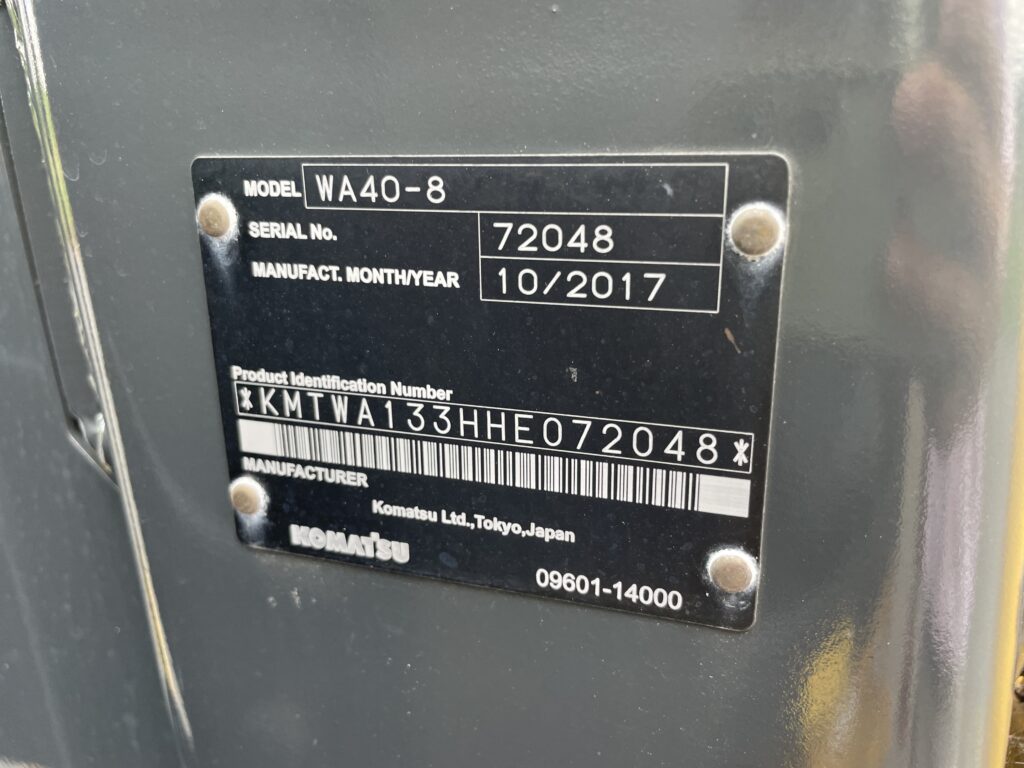 MODEL WA40-8
SERIAL No. 72048
MANUFACT. MONTH/YEAR 10/2017
Product Identification Number
*KMTWA133HHE072048*
MANUFACTURER
Komatsu Ltd.,Tokyo,Japan
KOMATSU
09601-14000